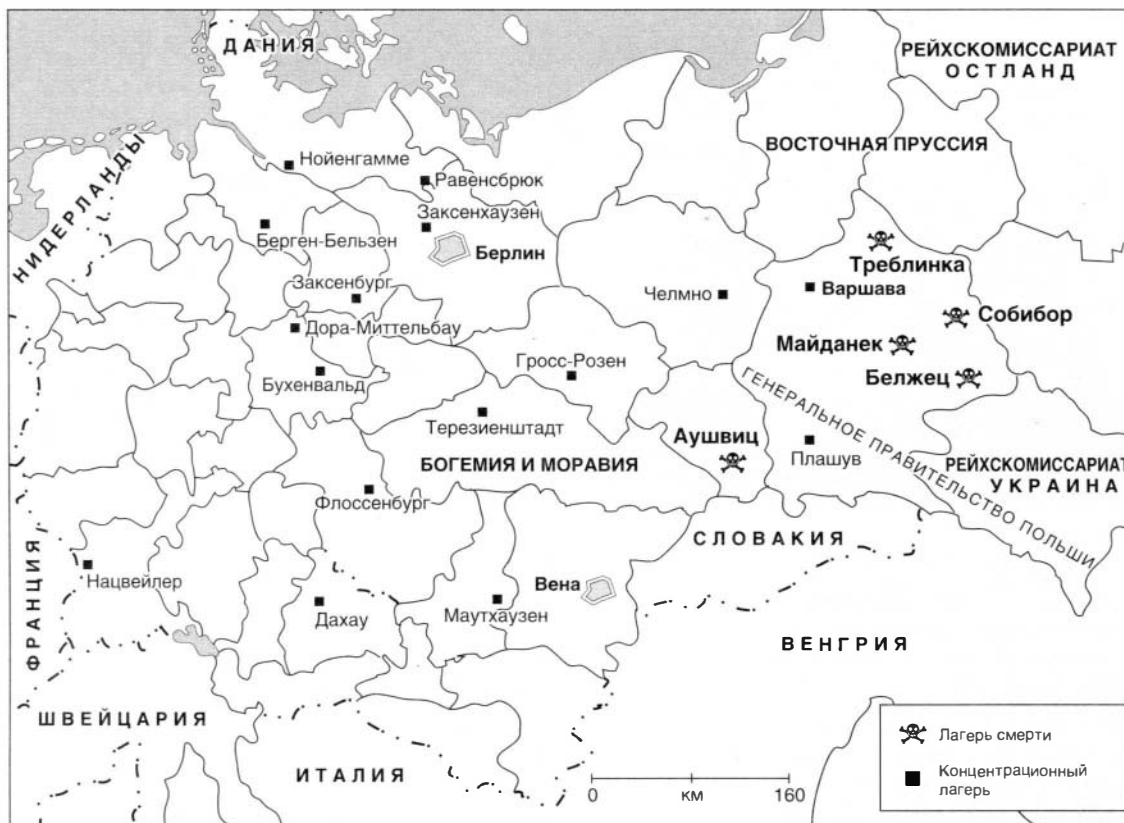 ДАНИЯ
РЕЙХСКОМИССАРИАТ
ОСТЛАНД
ВОСТОЧНАЯ ПРУССИЯ
НИДЕРЛАНДЫ
Нойенгамме
Равенсбрюк
Заксенхаузен
Берген-Бельзен
Берлин
Треблинка
Заксенбург
Челмно
Варшава
Собибор
Дора-Миттельбау
Майданек
Гросс-Розен
Белжец
Бухенвальд
ГЕНЕРАЛЬНОЕ ПРАВИТЕЛЬСТВО ПОЛЬШИ
Терезиенштадт
Аушвиц
Плашув
БОГЕМИЯ И МОРАВИЯ
РЕЙХСКОМИССАРИАТ
УКРАИНА
Флоссенбург
СЛОВАКИЯ
ФРАНЦИЯ
Нацвейлер
Вена
Дахау
Маутхаузен
ВЕНГРИЯ
ШВЕЙЦАРИЯ
ИТАЛИЯ
0 км 160
Лагерь смерти
Концентрационный
лагерь